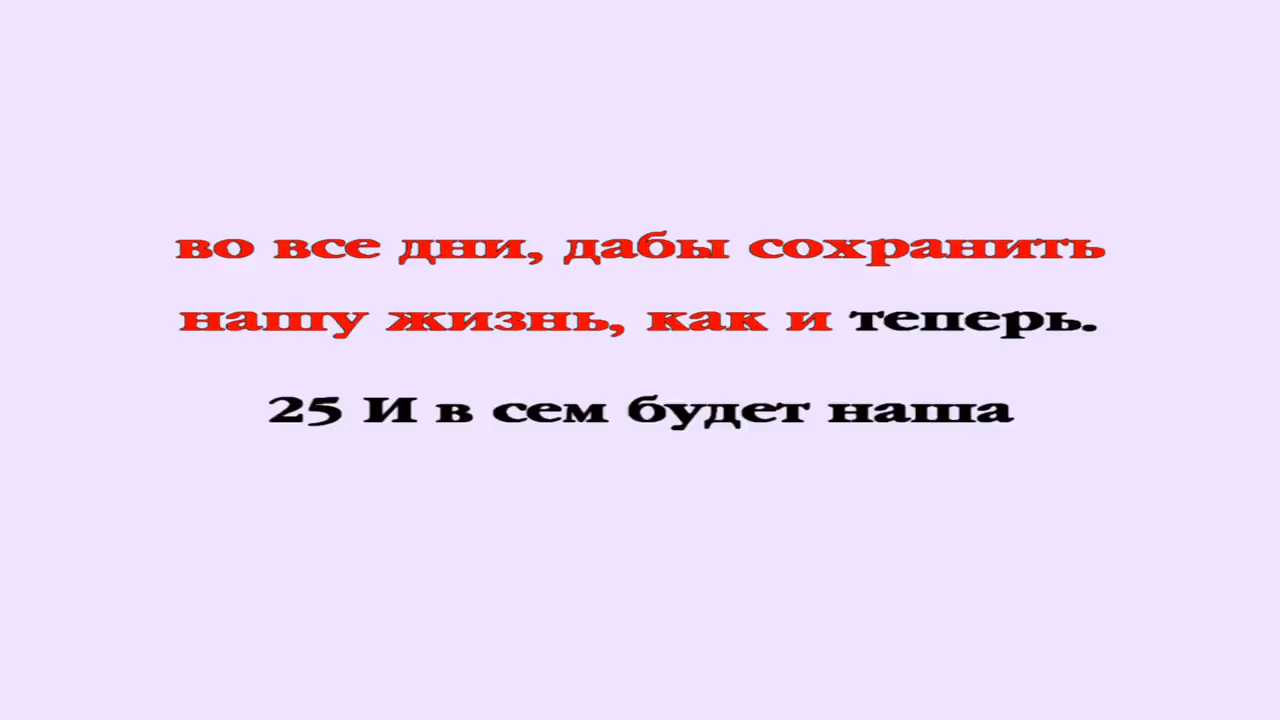 во все дни, дабы сохранить
нашу жизнь, как и теперь.
25 И в сем будет наша